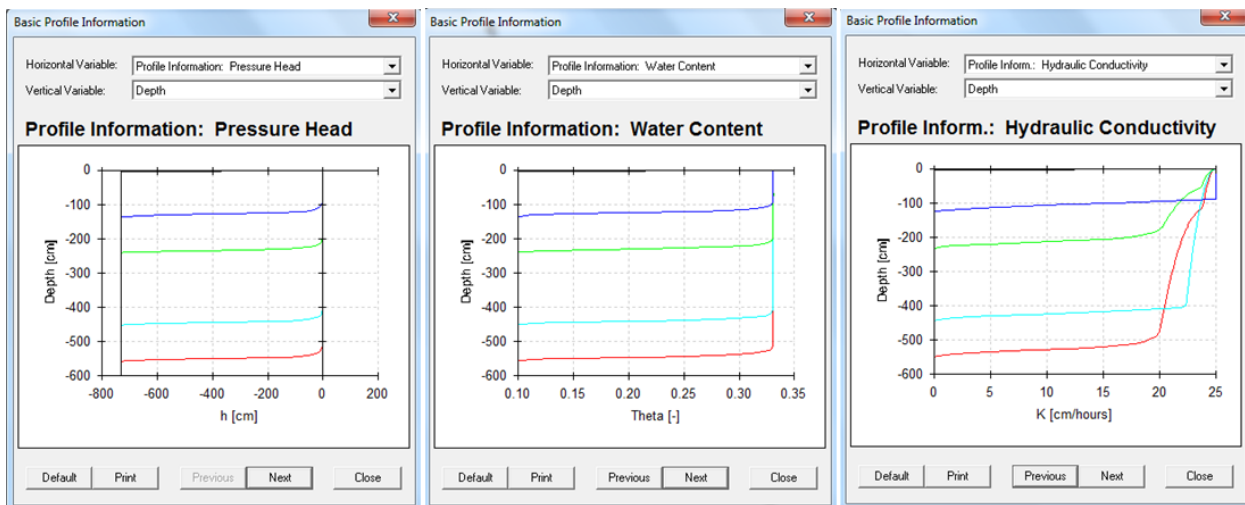 Basic Profile Information
Horizontal Variable: Profile Information: Pressure Head
Vertical Variable: Depth
Profile Information: Pressure Head
0
-100
-200
-300
-400
-500
-600
Depth [cm]
-800 -600 -400 -200 0 200
h [cm]
Default Print Previous Next Close
Basic Profile Information
Horizontal Variable: Profile Information: Water Content
Vertical Variable: Depth
Profile Information: Water Content
0
-100
-200
-300
-400
-500
-600
Depth [cm]
0.10 0.15 0.20 0.25 0.30 0.35
Theta [-]
Default Print Previous Next Close
Basic Profile Information
Horizontal Variable: Profile Inform.: Hydraulic Conductivity
Vertical Variable: Depth
Profile Inform.: Hydraulic Conductivity
0
-100
-200
-300
-400
-500
-600
Depth [cm]
0 5 10 15 20 25
K [cm/hours]
Default Print Previous Next Close